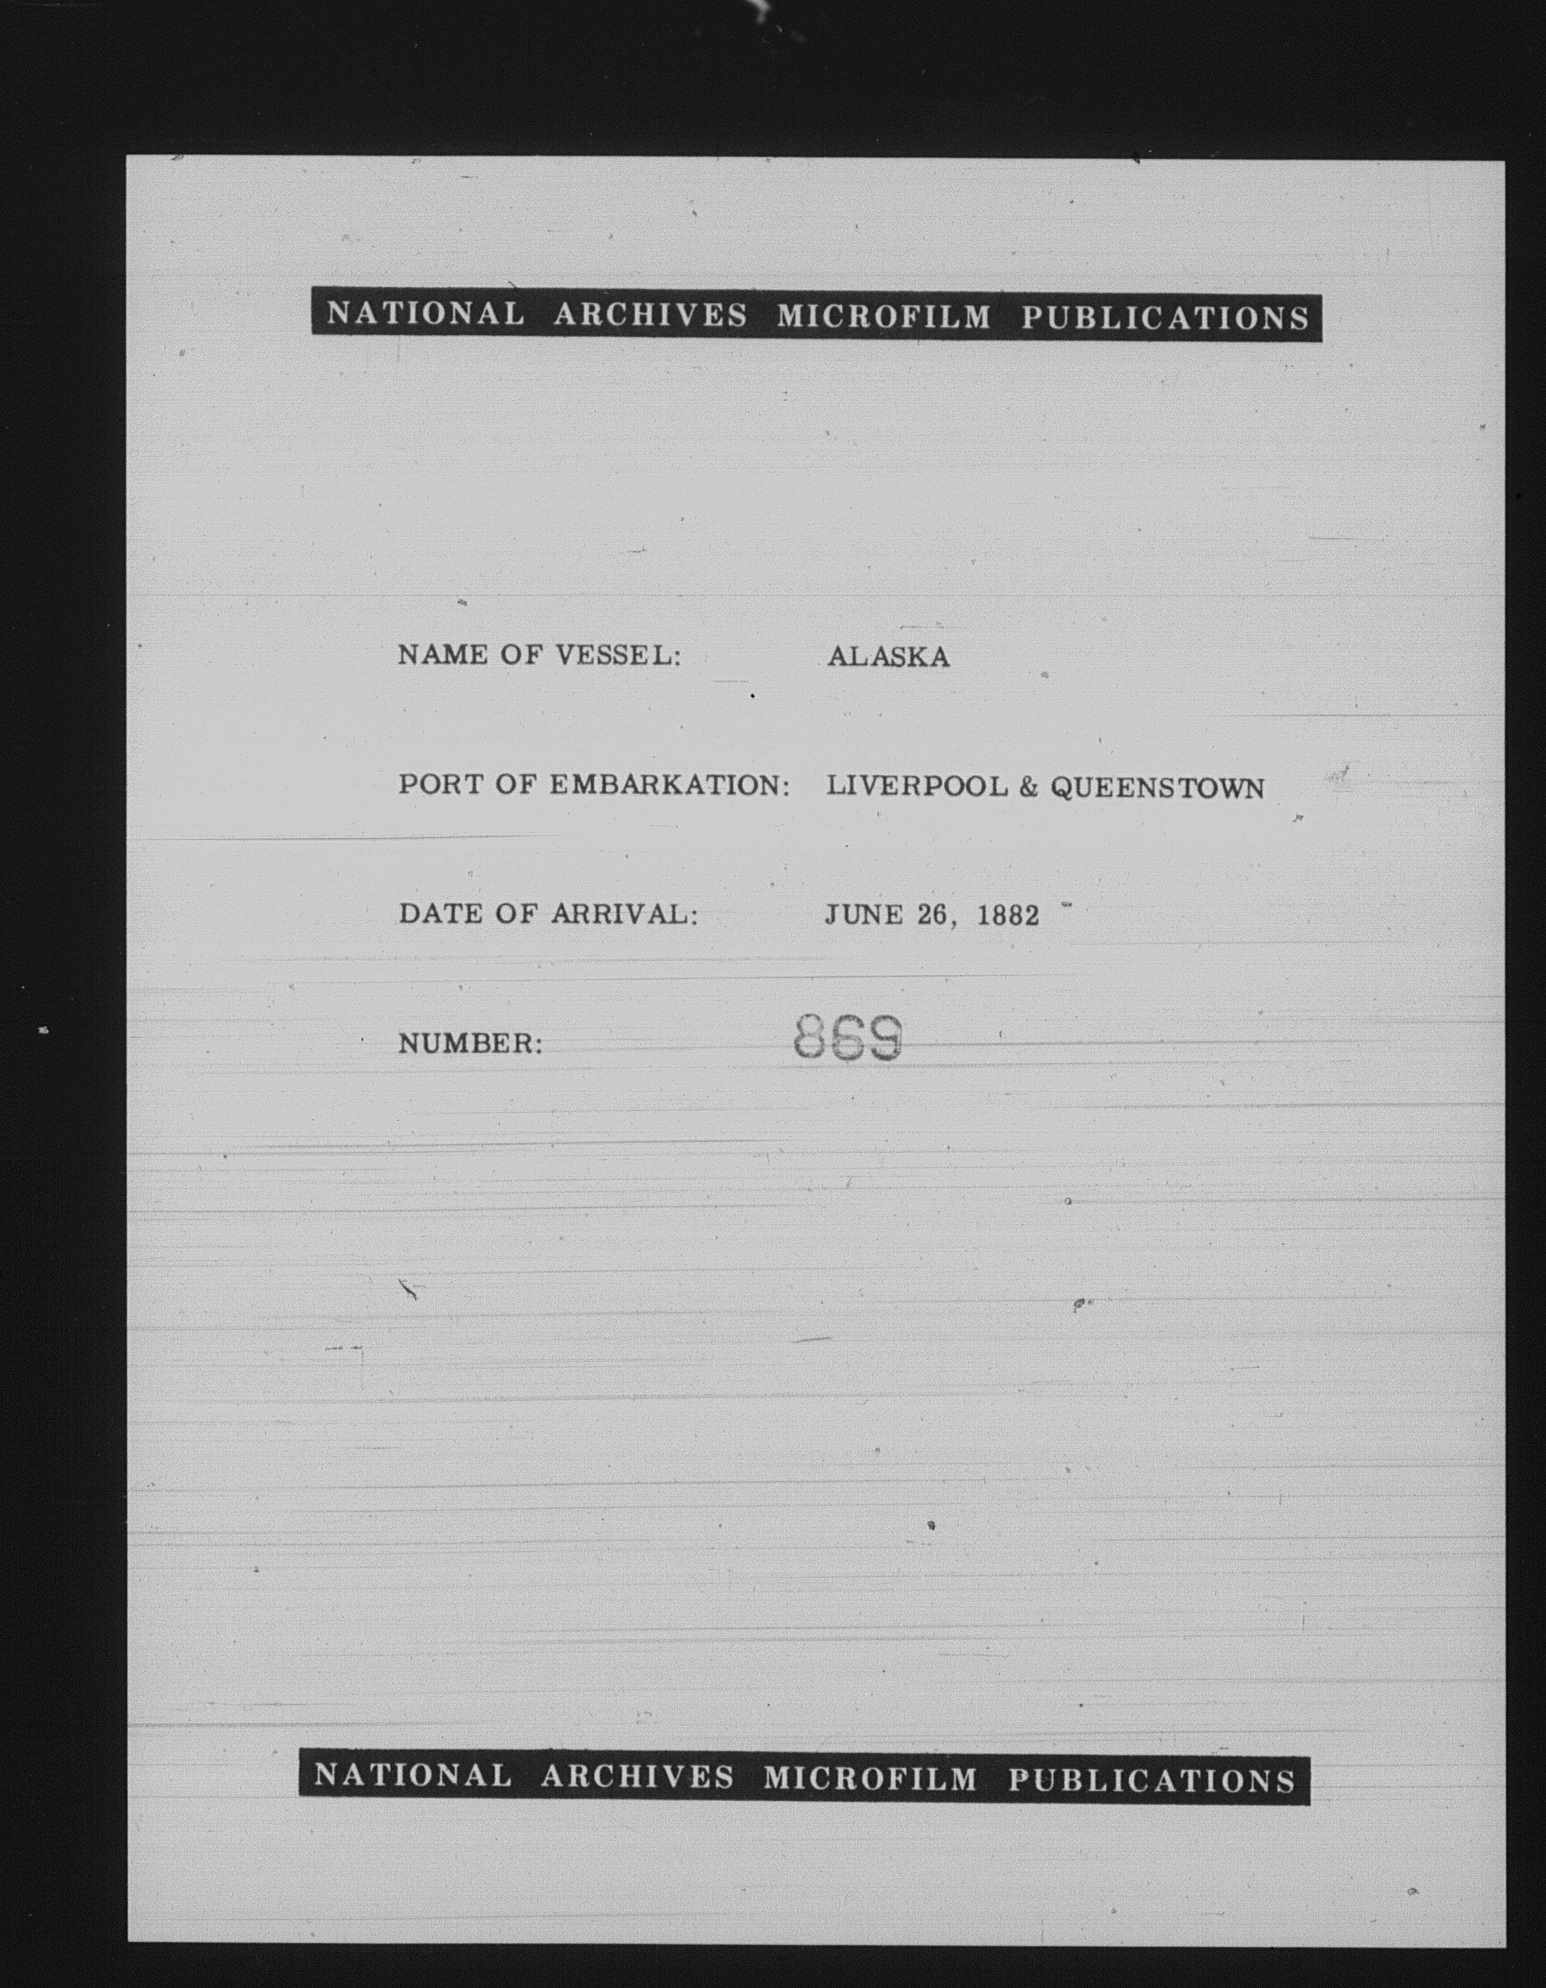 NATIONAL ARCHIVES MICROFILM PUBLICATIONS
NAME OF VESSEL: ALASKA
PORT OF EMBARKATION: LIVERPOOL & QUEENSTOWN
DATE OF ARRIVAL: JUNE 26, 1882
NUMBER: 869
NATIONAL ARCHIVES MICROFILM PUBLICATIONS